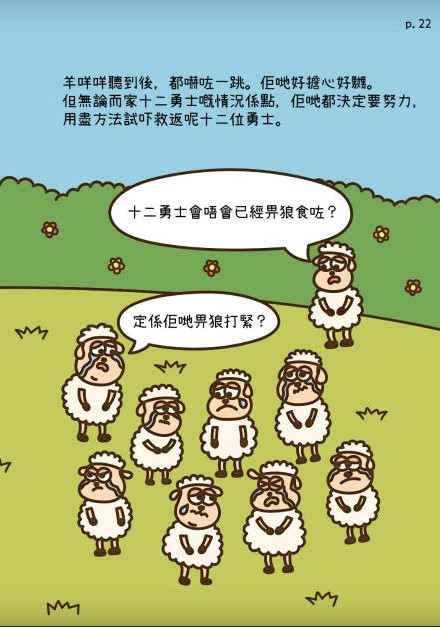 p. 22
羊咩咩聽到後，都嚇咗一跳。佢哋好擔心好嬲。
但無論而家十二勇士嘅情況係點，佢哋都決定要努力，
用盡方法試吓救返呢十二位勇士。
十二勇士會唔會已經畀狼食咗？
定係佢哋畀狼打緊？